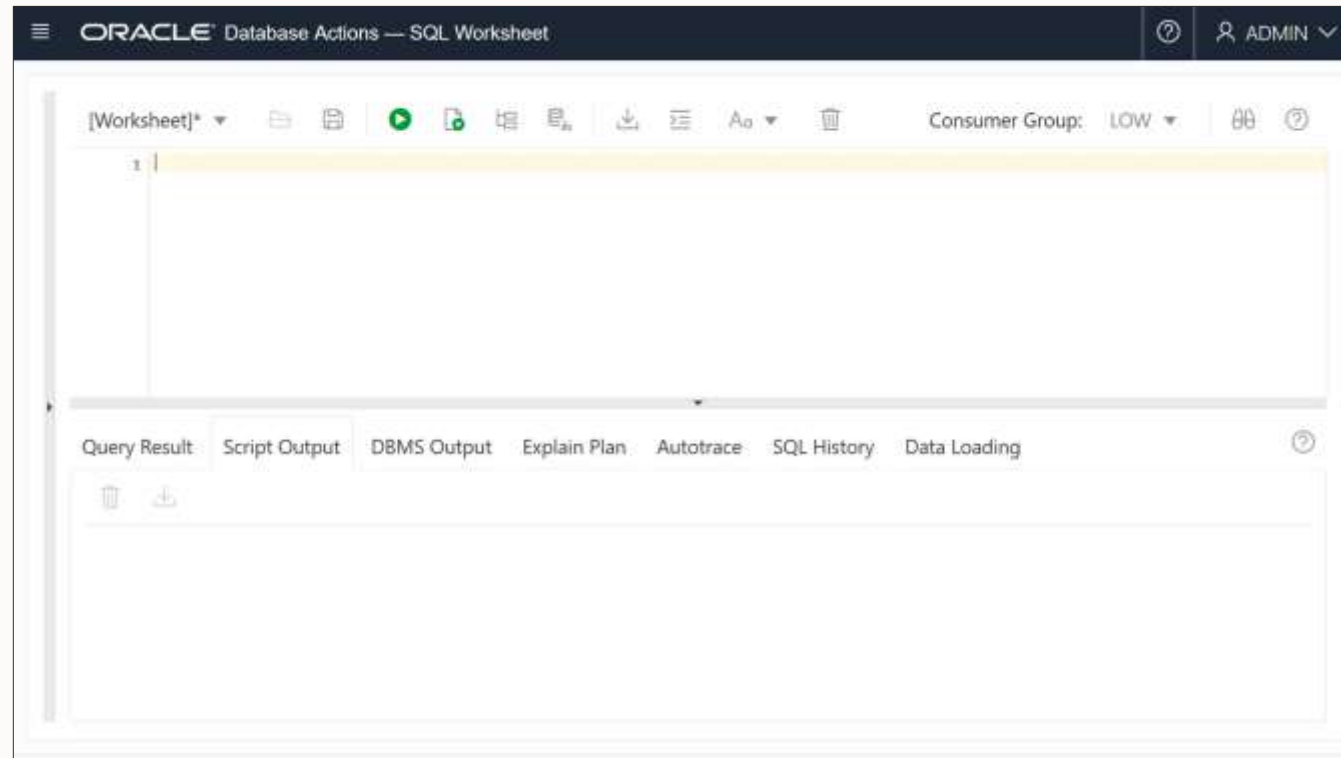 ORACLE Database Actions — SQL Worksheet ADMIN
[Worksheet]* Aa Consumer Group: LOW
1
Query Result Script Output DBMS Output Explain Plan Autotrace SQL History Data Loading